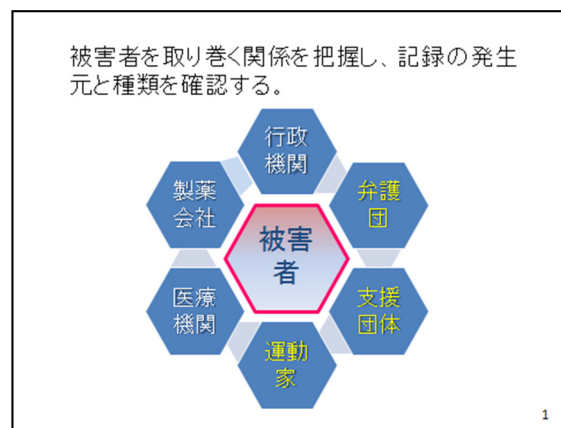 被害者を取り巻く関係を把握し、記録の発生
元と種類を確認する。
行政
機関
製薬
会社
弁護
団
被害
者
医療
機関
支援
団体
運動
家
1